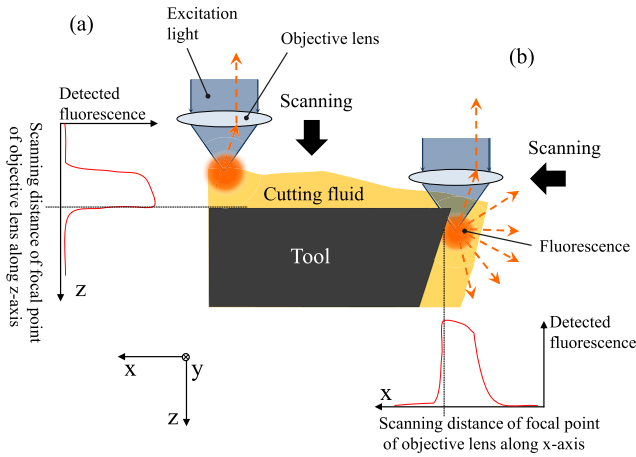 (a)
Excitation
light
Objective lens
(b)
Detected
fluorescence
Scanning
Scanning
Scanning distance of focal point
of objective lens along z-axis
Cutting fluid
Tool
Fluorescence
z
x
y
z
Detected
fluorescence
x
Scanning distance of focal point
of objective lens along x-axis